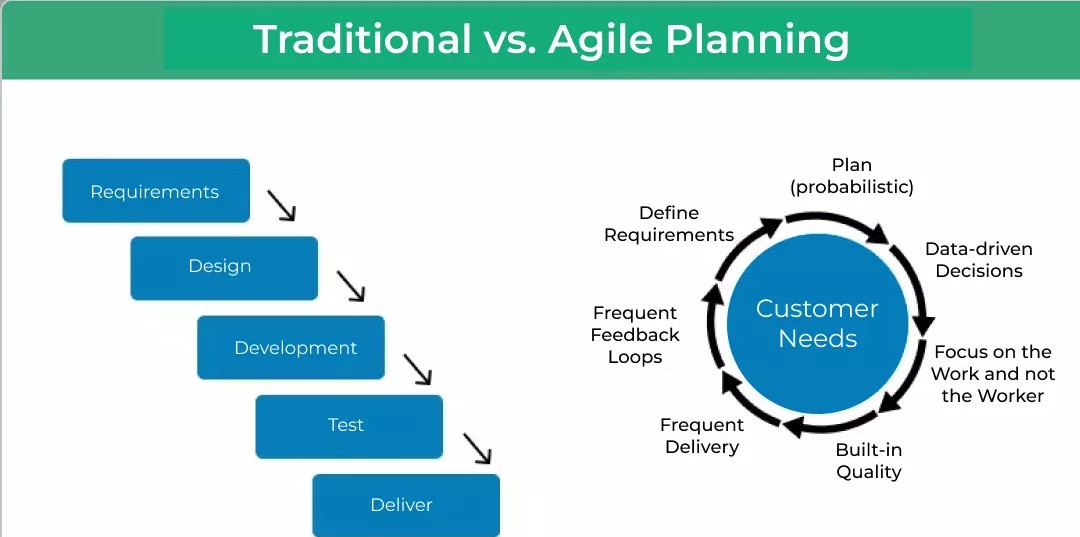 Traditional vs. Agile Planning
Requirements
Design
Development
Test
Deliver
Plan
(probabilistic)
Data-driven
Decisions
Focus on the
Work and not
the Worker
Built-in
Quality
Frequent
Delivery
Frequent
Feedback
Loops
Define
Requirements
Customer
Needs